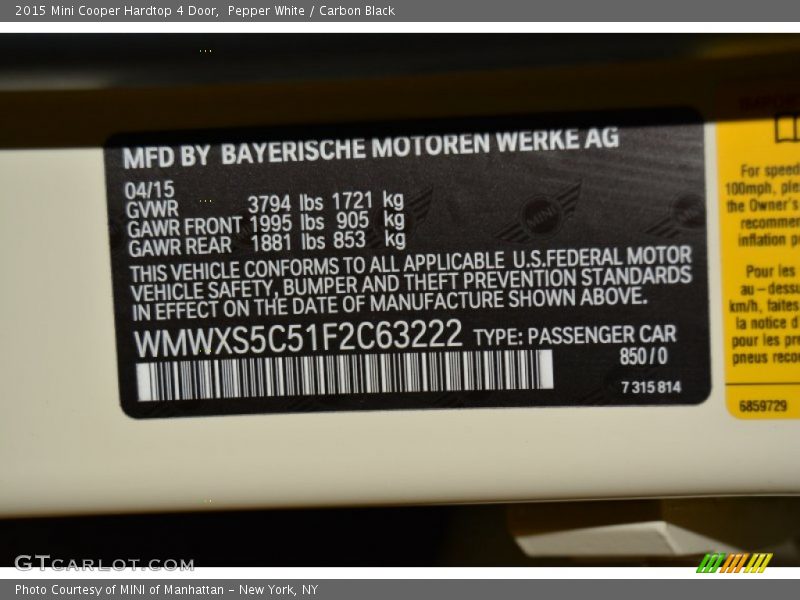 2015 Mini Cooper Hardtop 4 Door,  Pepper White / Carbon Black
MFD BY BAYERISCHE MOTOREN WERKE AG
04/15
GVWR 3794 lbs 1721 kg
GAWR FRONT 1995 lbs 905 kg
GAWR REAR 1881 lbs 853 kg
THIS VEHICLE CONFORMS TO ALL APPLICABLE U.S.FEDERAL MOTOR
VEHICLE SAFETY, BUMPER AND THEFT PREVENTION STANDARDS
IN EFFECT ON THE DATE OF MANUFACTURE SHOWN ABOVE.
WMWXS5C51F2C63222 TYPE: PASSENGER CAR
850/0
7 315 814
MINI
For speed
100mph, ple
the Owner's
recommen
inflation p
Pour les
au-dessu
km/h, faites
la notice d
pour les pre
pneus reco
6859729
GTCARLOT.COM
Photo Courtesy of MINI of Manhattan - New York, NY